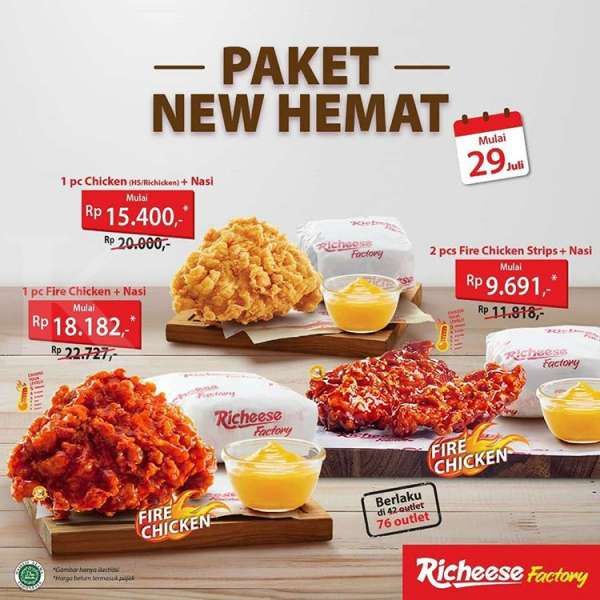 PAKET
NEW HEMAT
Mulai
29 Juli
1 pc Chicken (HS/Richicken) + Nasi
Mulai
Rp 15.400,-*
Rp 20.000,-
2 pcs Fire Chicken Strips + Nasi
Mulai
Rp 9.691,-*
Rp 11.818,-
1 pc Fire Chicken + Nasi
Mulai
Rp 18.182,-*
Rp 22.727,-
Richeese
Factory
Richeese
Factory
Richeese
Factory
FIRE
CHICKEN
FIRE
CHICKEN
Berlaku
di 42 outlet
76 outlet
*Gambar hanya ilustrasi
*Harga belum termasuk pajak
Richeese Factory